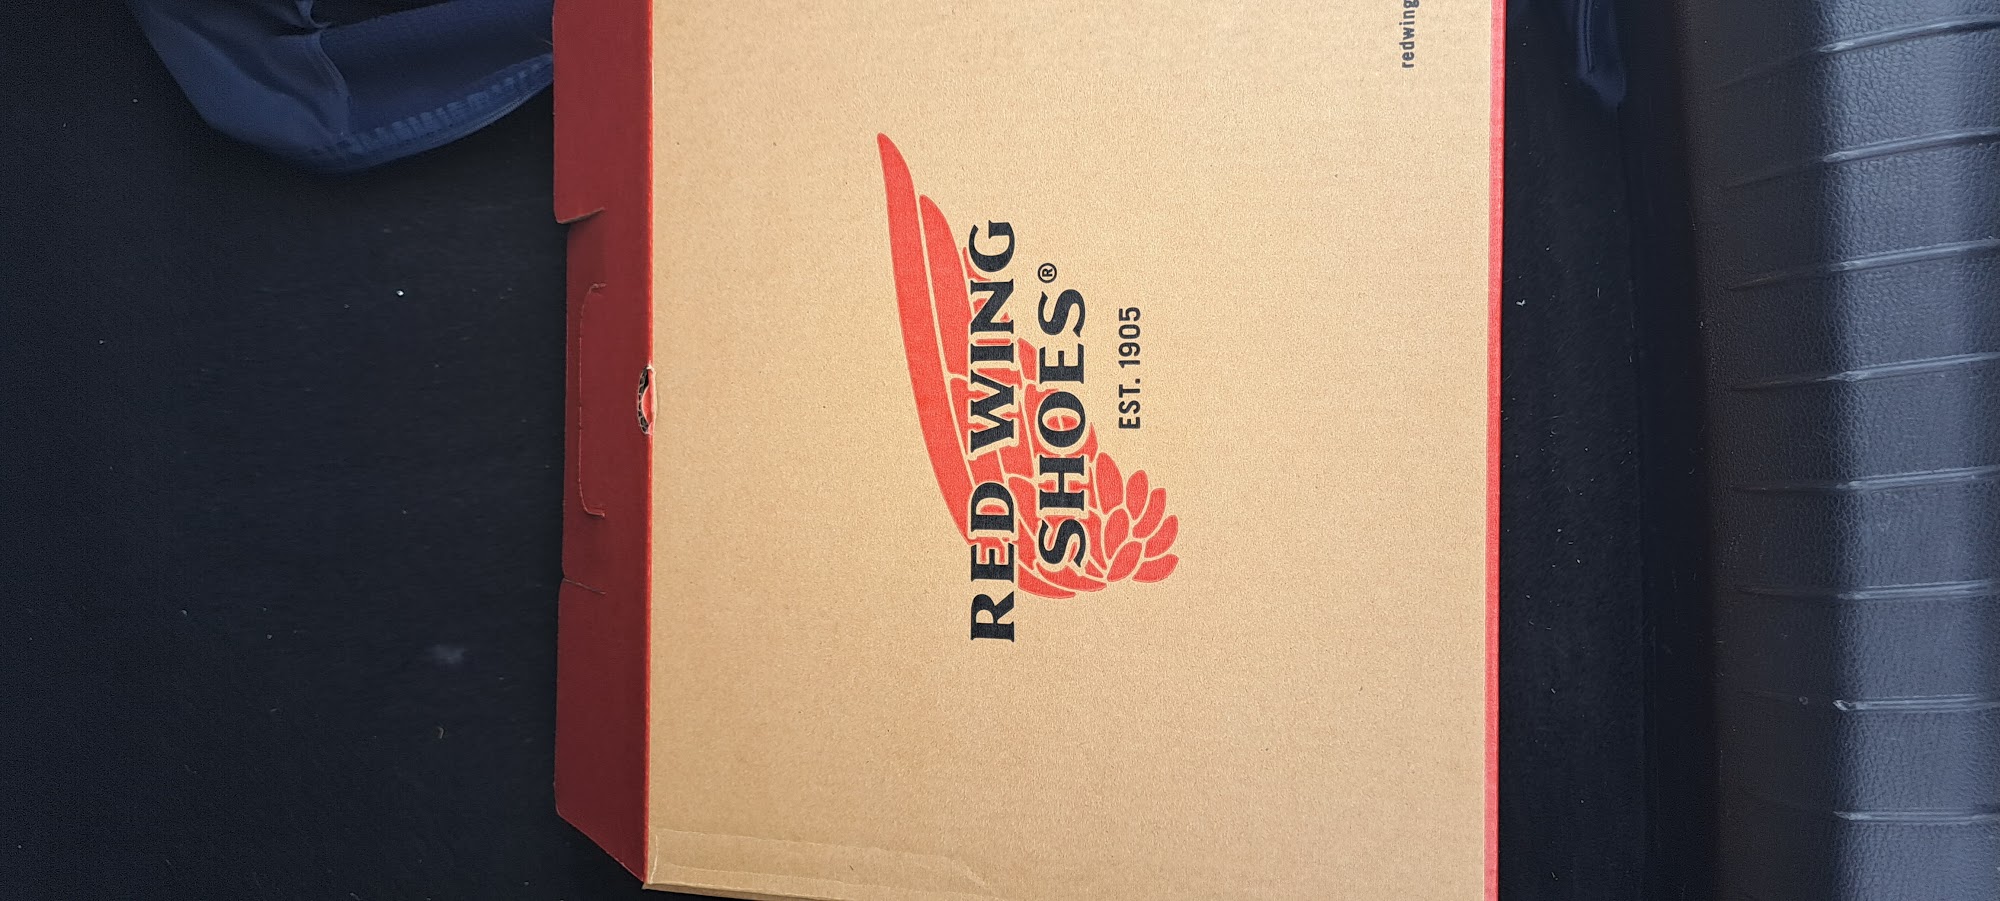 RED WING
SHOES®
EST. 1905
redwing